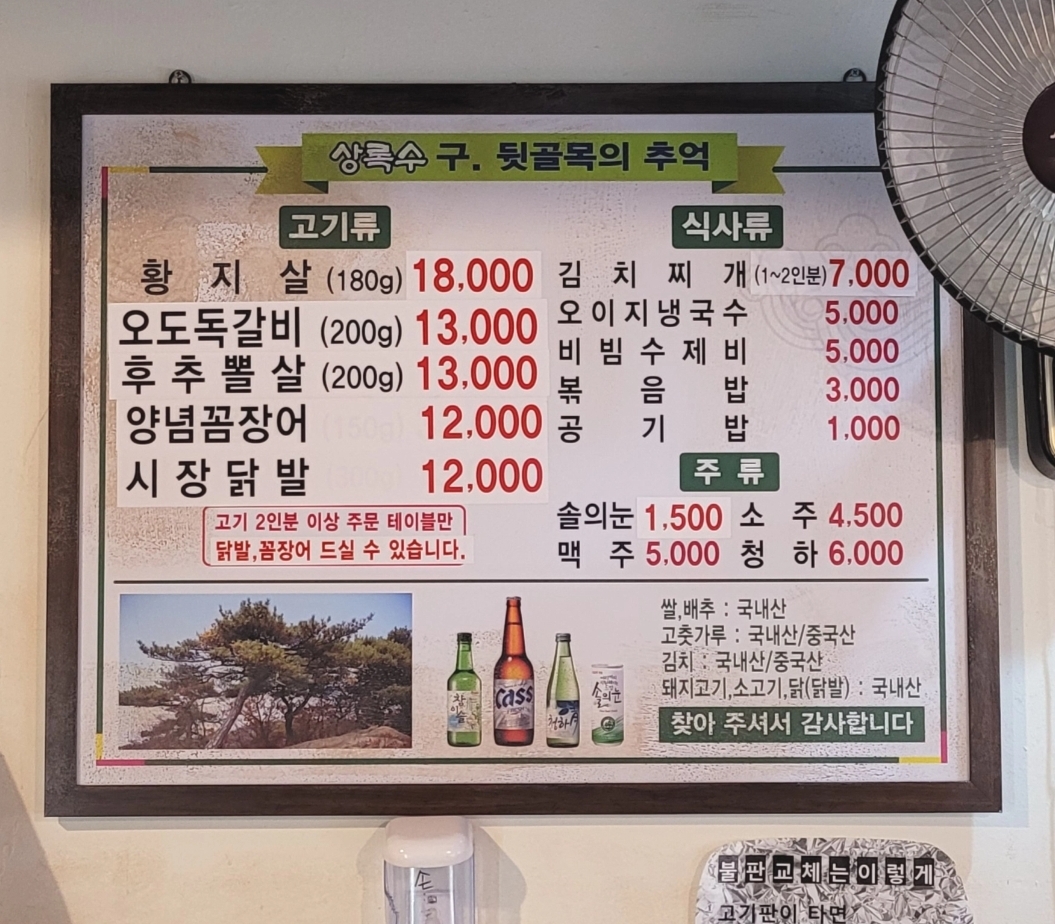 상록수 구. 뒷골목의 추억
고기류
황지살 (180g) 18,000
오도독갈비 (200g) 13,000
후추뽈살 (200g) 13,000
양념꼼장어 (150g) 12,000
시장닭발 (300g) 12,000
고기 2인분 이상 주문 테이블만
닭발,꼼장어 드실 수 있습니다.
식사류
김치찌개 (1~2인분) 7,000
오이지냉국수 5,000
비빔수제비 5,000
볶음밥 3,000
공기밥 1,000
주류
솔의눈 1,500 소주 4,500
맥주 5,000 청하 6,000
참이슬
Cass
청하
솔의눈
쌀,배추 : 국내산
고춧가루 : 국내산/중국산
김치 : 국내산/중국산
돼지고기,소고기,닭(닭발) : 국내산
찾아 주셔서 감사합니다
불판교체는이렇게
고기판이 타면